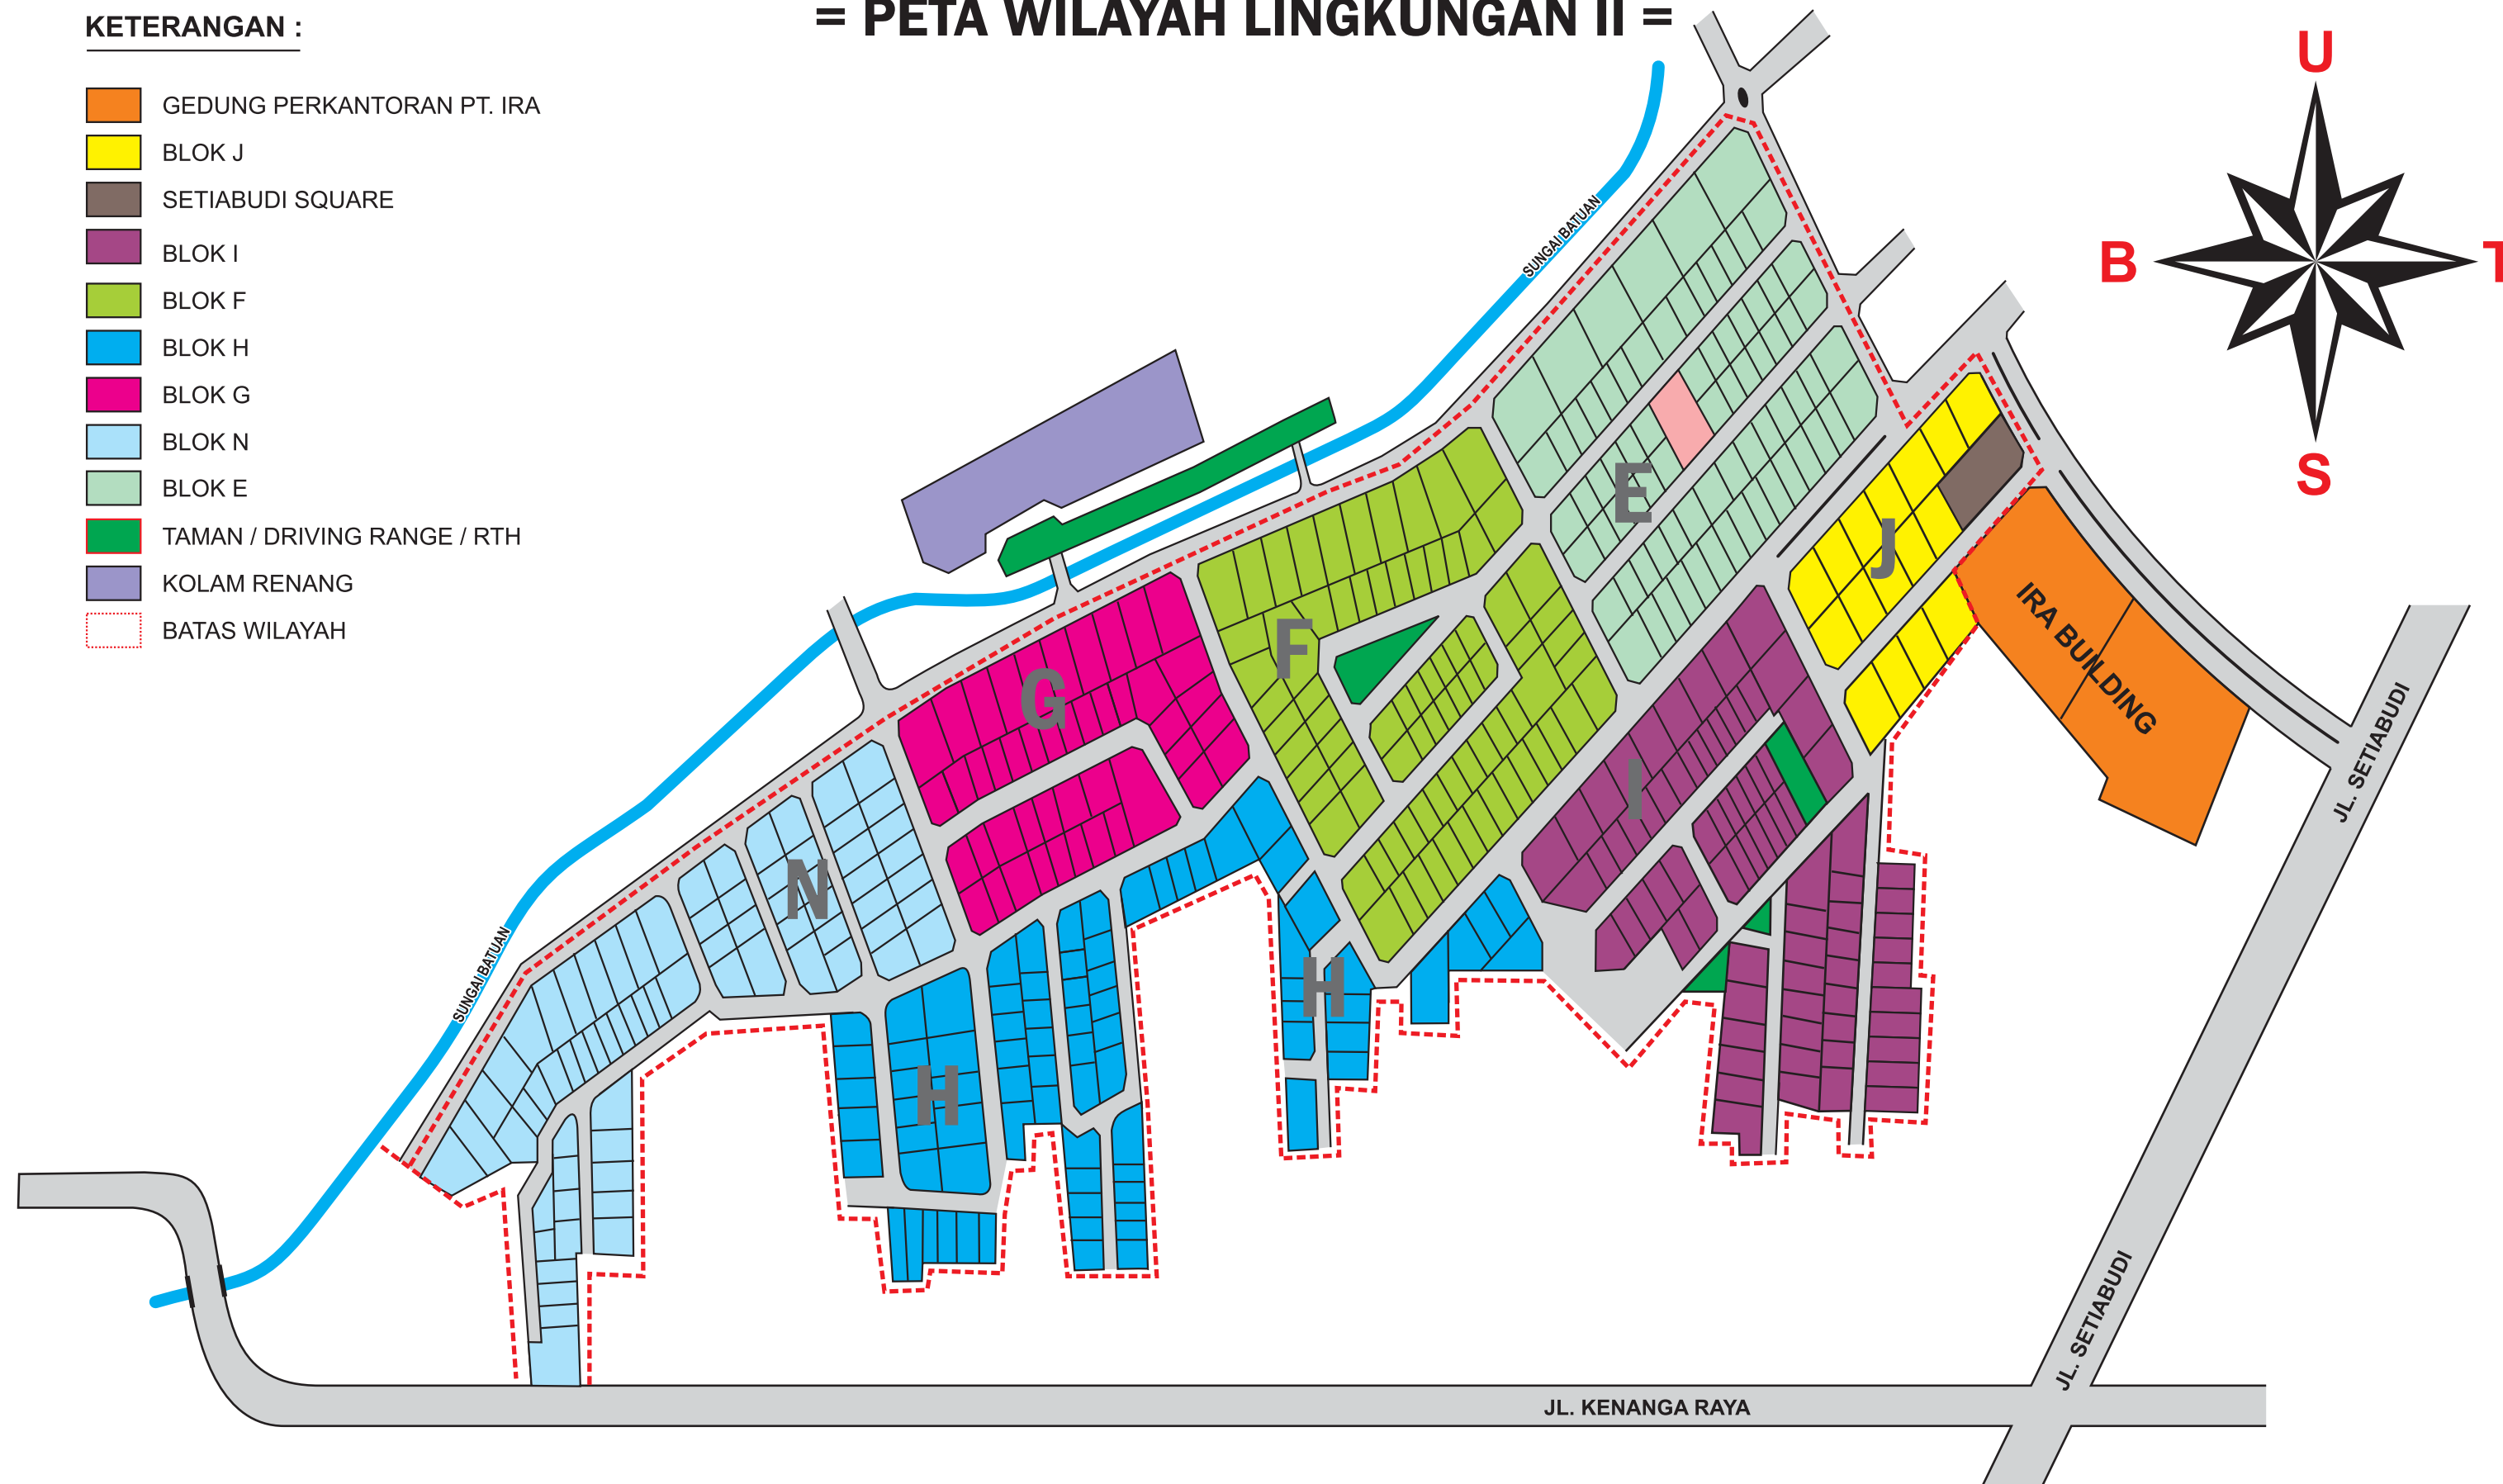 = PETA WILAYAH LINGKUNGAN II =
KETERANGAN :
GEDUNG PERKANTORAN PT. IRA
BLOK J
SETIABUDI SQUARE
BLOK I
BLOK F
BLOK H
BLOK G
BLOK N
BLOK E
TAMAN / DRIVING RANGE / RTH
KOLAM RENANG
BATAS WILAYAH
U
B
T
S
SUNGAI BATUAN
E
J
F
G
I
N
H
H
IRA BUNLDING
SUNGAI BATUAN
JL. SETIABUDI
JL. SETIABUDI
JL. KENANGA RAYA